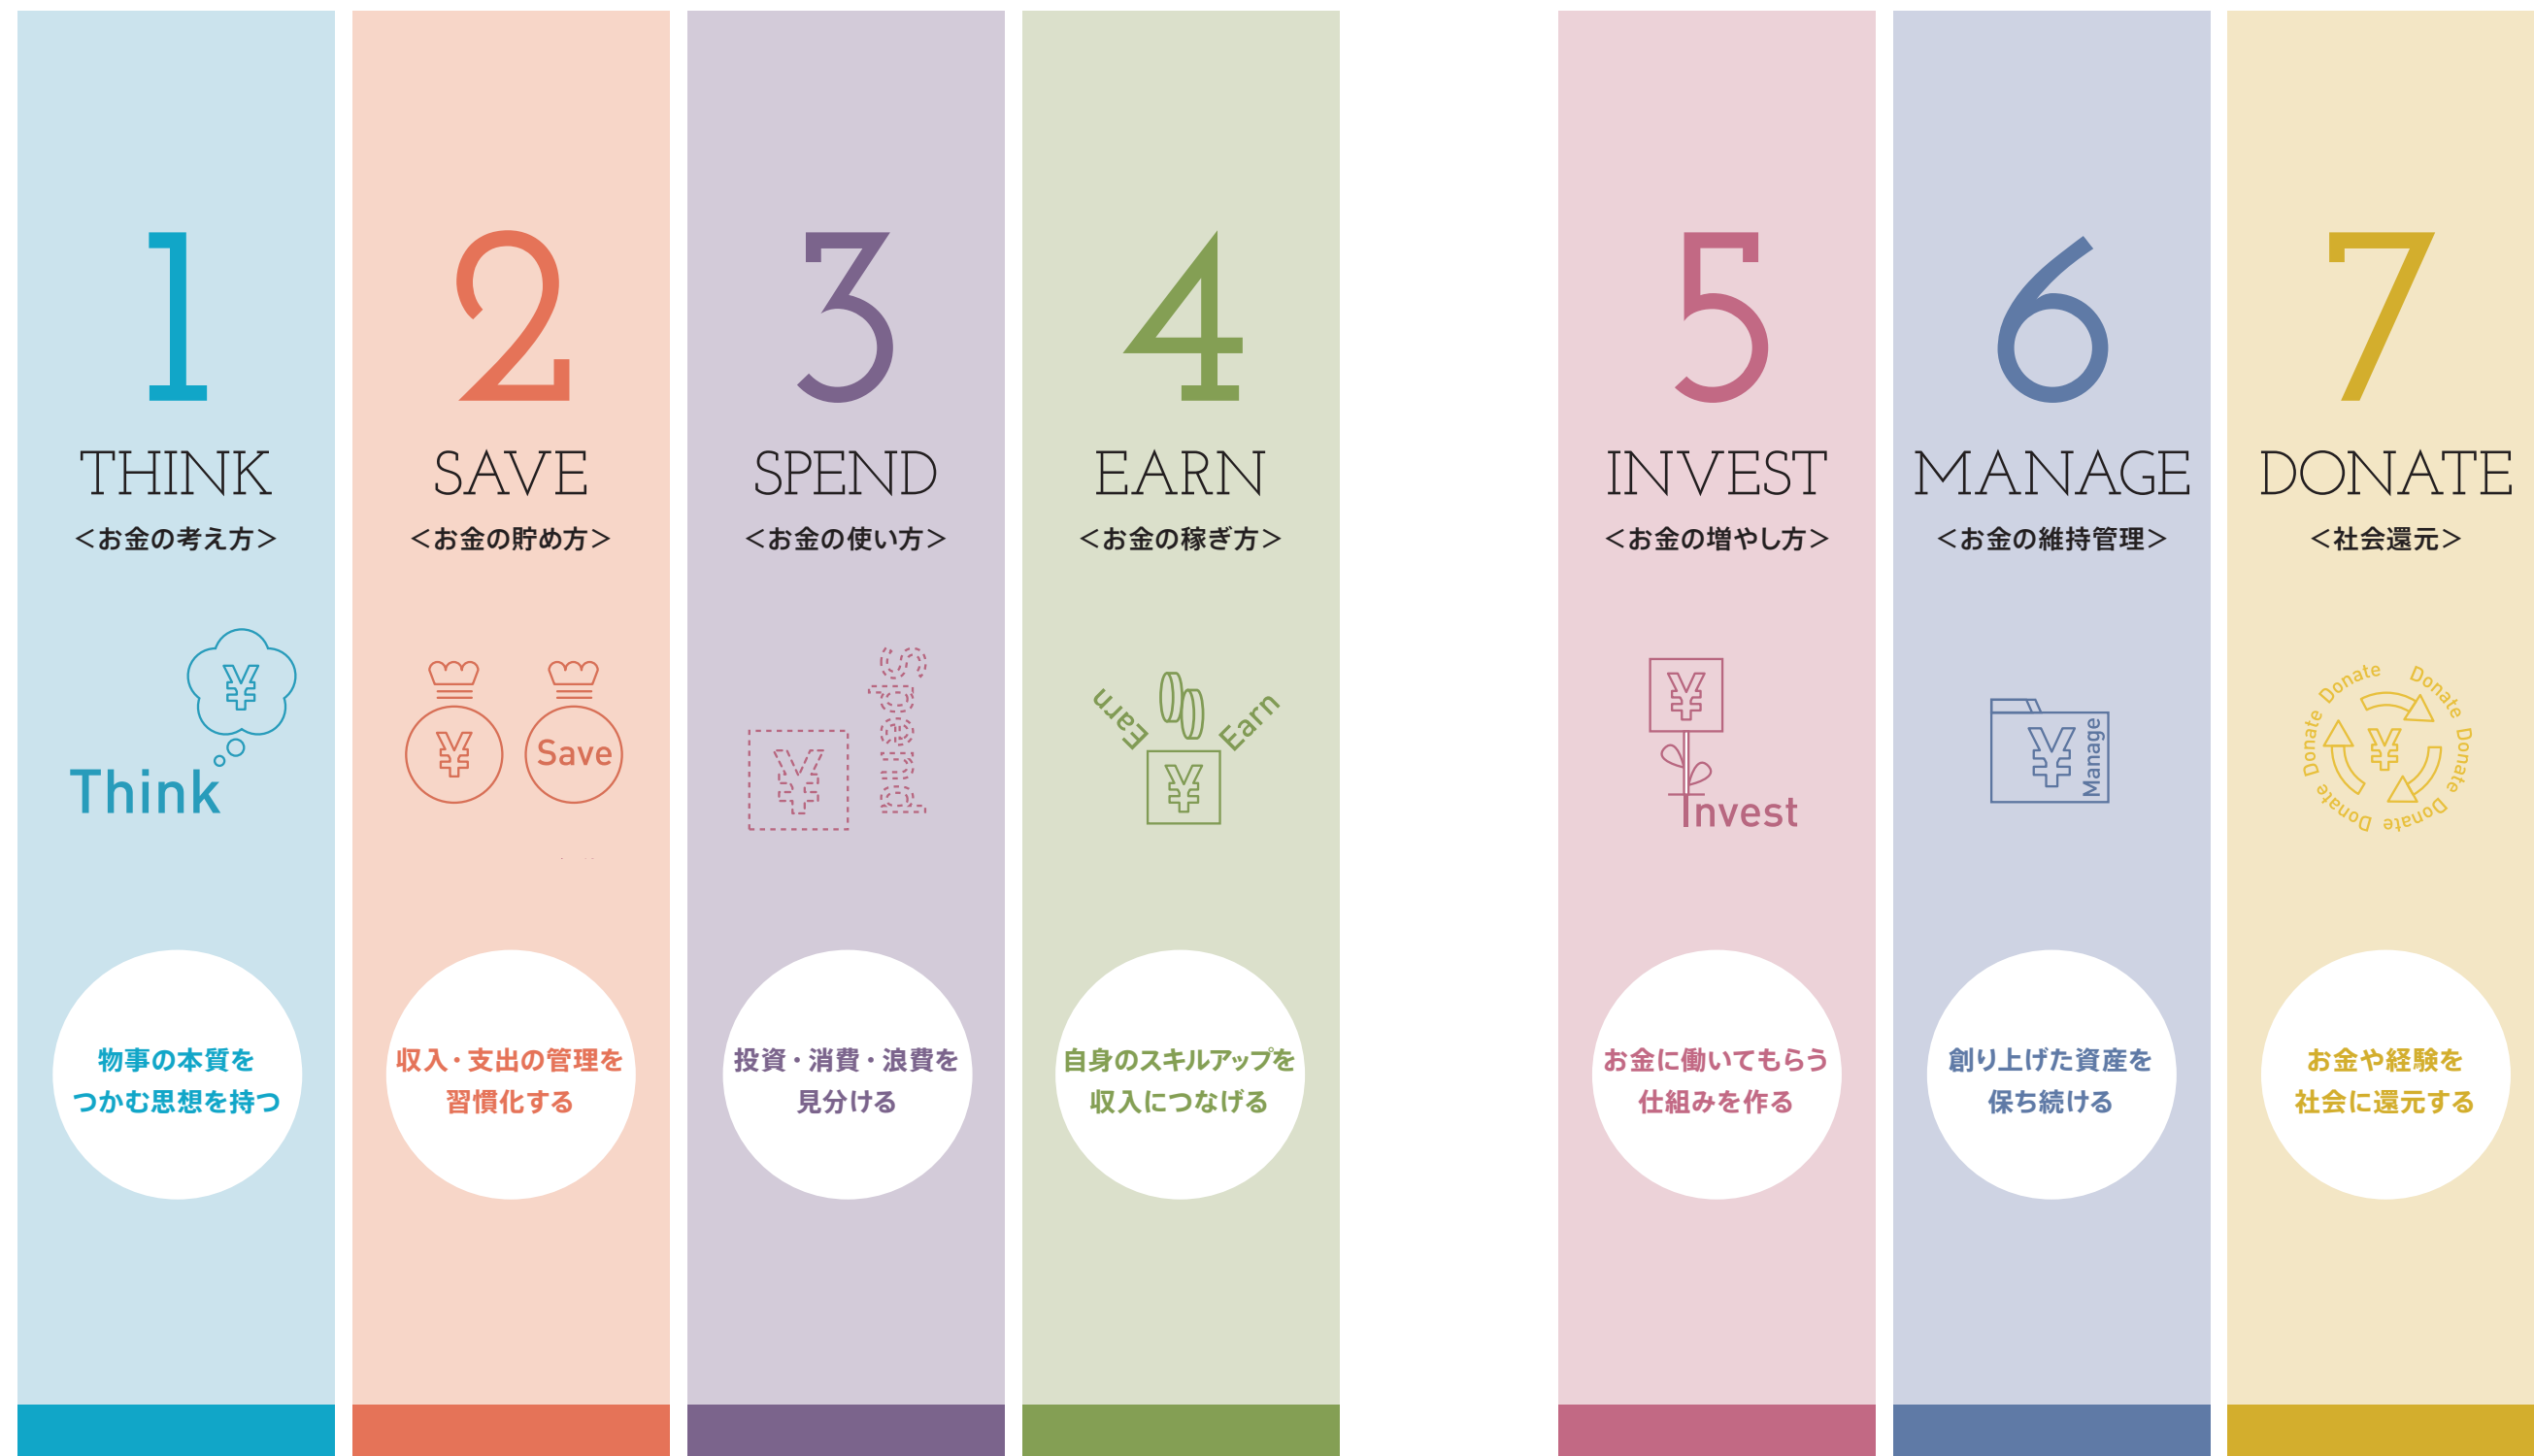 1
THINK
<お金の考え方>
¥
Think
物事の本質を
つかむ思想を持つ
2
SAVE
<お金の貯め方>
¥
Save
収入・支出の管理を
習慣化する
3
SPEND
<お金の使い方>
¥
Spend
投資・消費・浪費を
見分ける
4
EARN
<お金の稼ぎ方>
Earn
Earn
¥
自身のスキルアップを
収入につなげる
5
INVEST
<お金の増やし方>
¥
Invest
お金に働いてもらう
仕組みを作る
6
MANAGE
<お金の維持管理>
¥
Manage
創り上げた資産を
保ち続ける
7
DONATE
<社会還元>
Donate
Donate
Donate
Donate
Donate
Donate
¥
お金や経験を
社会に還元する